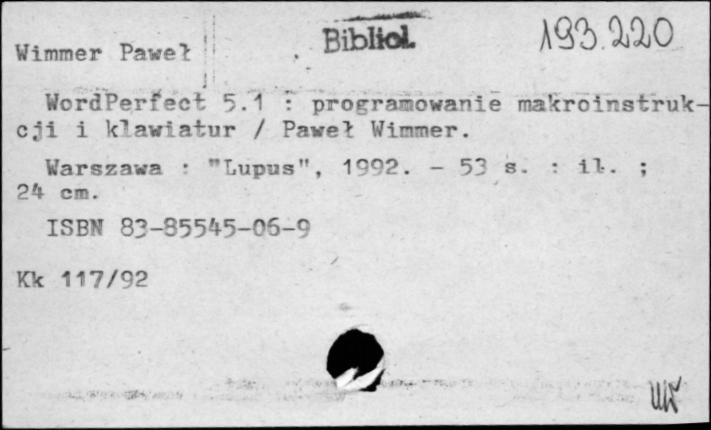 Bibliol.
193.220
Wimmer Paweł
WordPerfect 5.1 : programowanie makroinstruk-
cji i klawiatur / Paweł Wimmer.
Warszawa : "Lupus", 1992. - 53 s. : il. ;
24 cm.
ISBN 83-85545-06-9
Kk 117/92